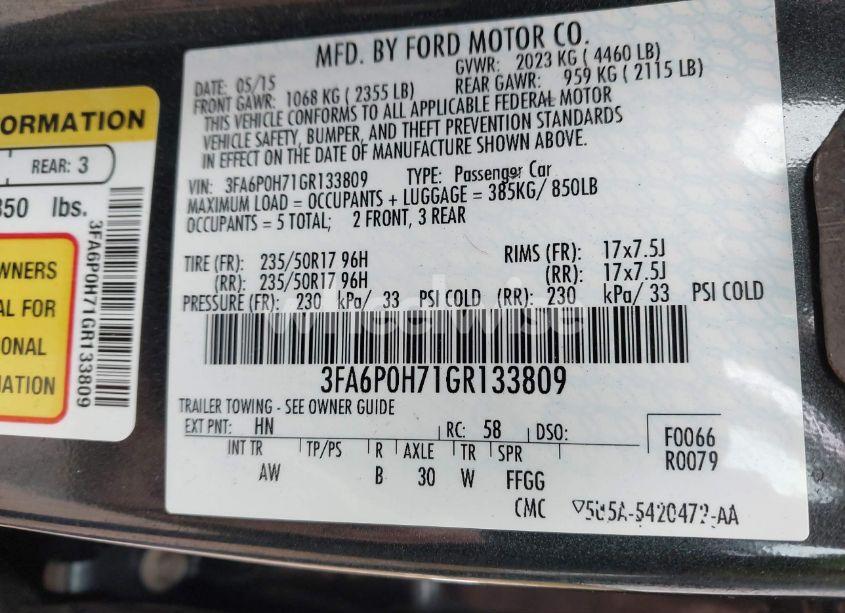 MFD. BY FORD MOTOR CO.
DATE: 05/15 GVWR: 2023 KG ( 4460 LB)
FRONT GAWR: 1068 KG ( 2355 LB) REAR GAWR: 959 KG ( 2115 LB)
THIS VEHICLE CONFORMS TO ALL APPLICABLE FEDERAL MOTOR
VEHICLE SAFETY, BUMPER, AND THEFT PREVENTION STANDARDS
IN EFFECT ON THE DATE OF MANUFACTURE SHOWN ABOVE.
VIN: 3FA6P0H71GR133809 TYPE: Passenger Car
MAXIMUM LOAD = OCCUPANTS + LUGGAGE = 385KG/ 850LB
OCCUPANTS = 5 TOTAL; 2 FRONT, 3 REAR
TIRE (FR): 235/50R17 96H RIMS (FR): 17x7.5J
(RR): 235/50R17 96H (RR): 17x7.5J
PRESSURE (FR): 230 kPa/ 33 PSI COLD (RR): 230 kPa/ 33 PSI COLD
wheelwise
3FA6P0H71GR133809
TRAILER TOWING - SEE OWNER GUIDE
EXT PNT: HN RC: 58 DSO: F0066
R0079
INT TR TP/PS R AXLE TR SPR
AW B 30 W FFGG
CMC
ORMATION
REAR: 3
850 lbs.
3FA6P0H71GR133809
WNERS
AL FOR
ONAL
MATION